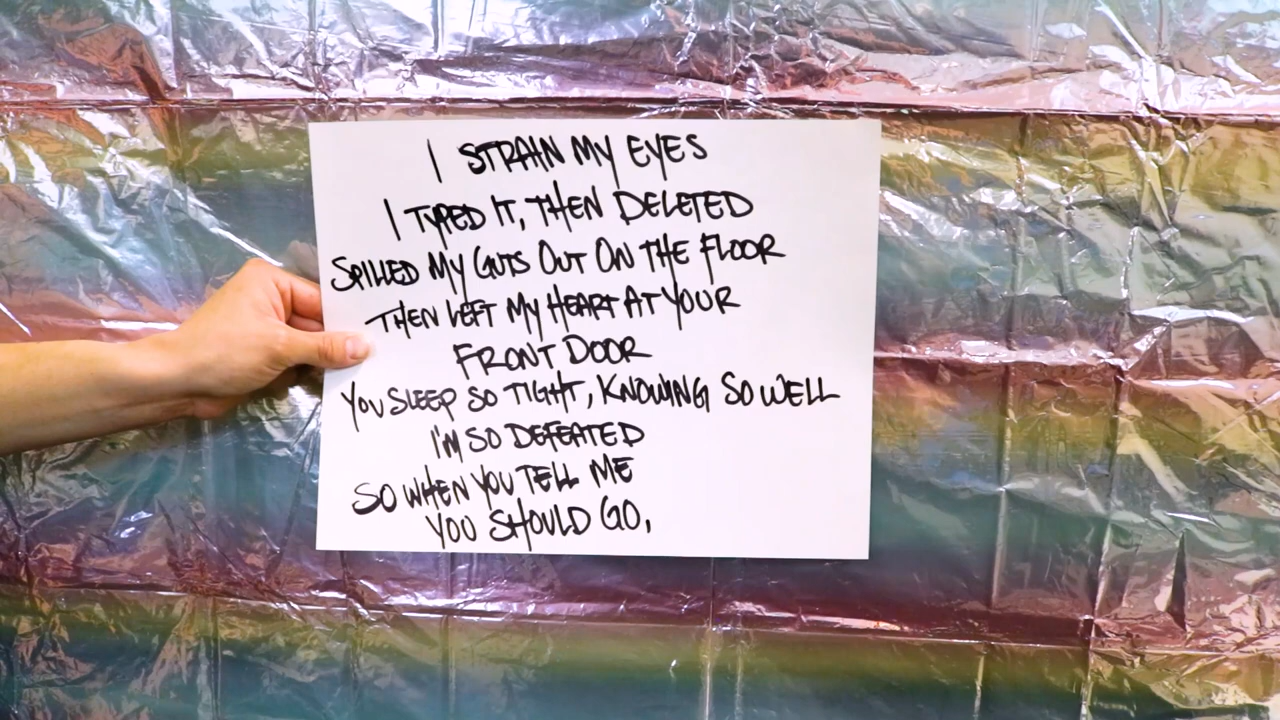 I STRAIN MY EYES
I TYPED IT, THEN DELETED
SPILLED MY GUTS OUT ON THE FLOOR
THEN LEFT MY HEART AT YOUR
FRONT DOOR
YOU SLEEP SO TIGHT, KNOWING SO WELL
I'M SO DEFEATED
SO WHEN YOU TELL ME
YOU SHOULD GO,